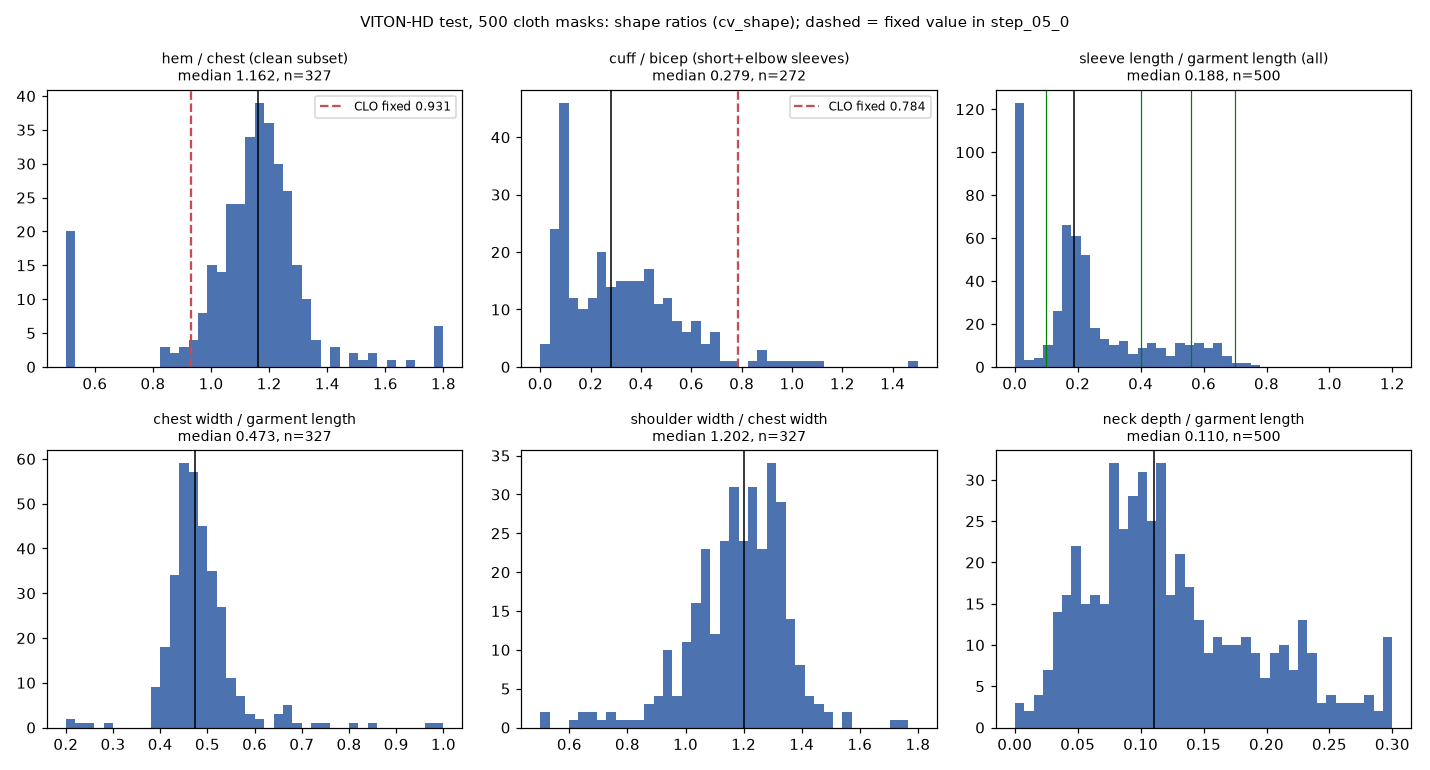 VITON-HD test, 500 cloth masks: shape ratios (cv_shape); dashed = fixed value in step_05_0
hem / chest (clean subset)
median 1.162, n=327
CLO fixed 0.931
40
35
30
25
20
15
10
5
0
0.6 0.8 1.0 1.2 1.4 1.6 1.8
cuff / bicep (short+elbow sleeves)
median 0.279, n=272
CLO fixed 0.784
40
30
20
10
0
0.0 0.2 0.4 0.6 0.8 1.0 1.2 1.4
sleeve length / garment length (all)
median 0.188, n=500
120
100
80
60
40
20
0
0.0 0.2 0.4 0.6 0.8 1.0 1.2
chest width / garment length
median 0.473, n=327
60
50
40
30
20
10
0
0.2 0.3 0.4 0.5 0.6 0.7 0.8 0.9 1.0
shoulder width / chest width
median 1.202, n=327
35
30
25
20
15
10
5
0
0.6 0.8 1.0 1.2 1.4 1.6 1.8
neck depth / garment length
median 0.110, n=500
30
25
20
15
10
5
0
0.00 0.05 0.10 0.15 0.20 0.25 0.30